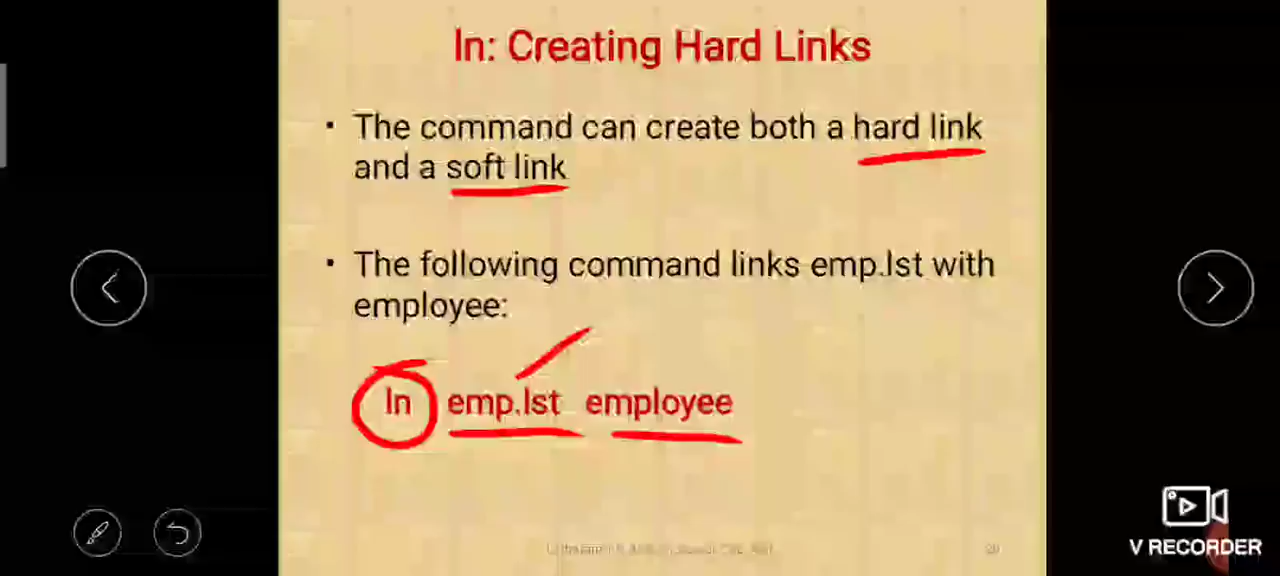 ln: Creating Hard Links
• The command can create both a hard link
and a soft link
• The following command links emp.lst with
employee:
ln emp.lst employee
20
V RECORDER